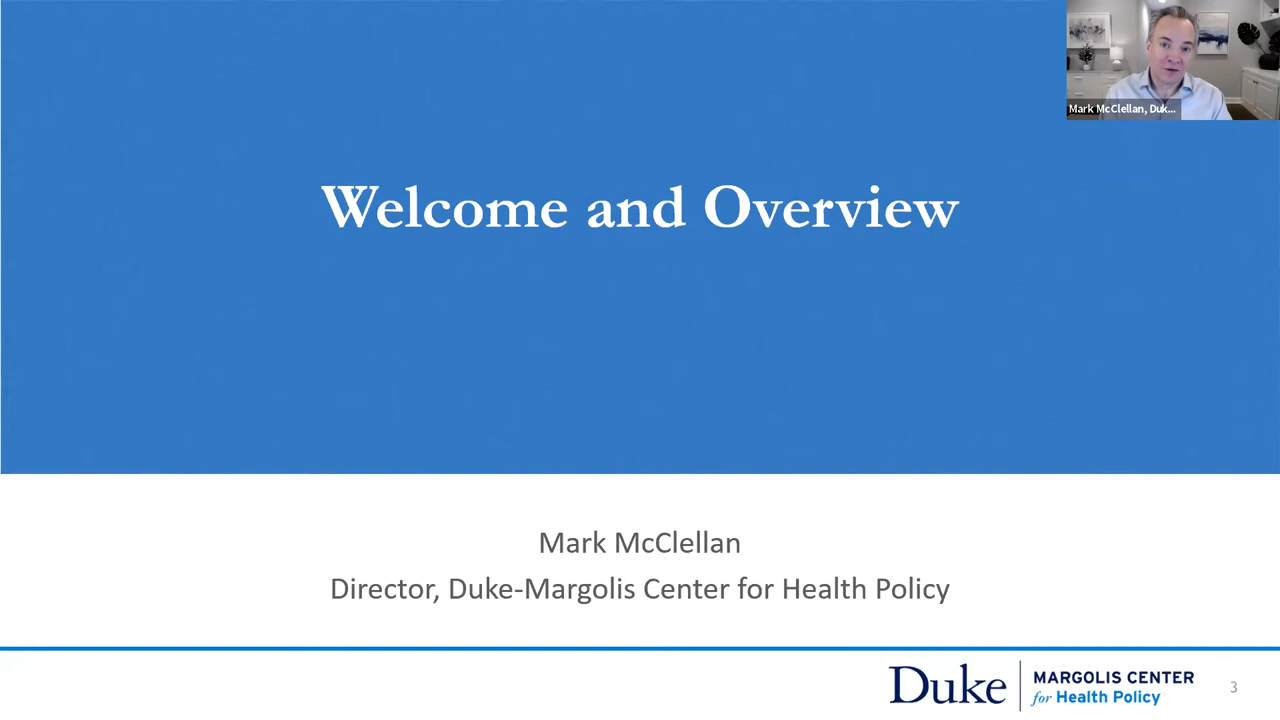 Mark McClellan, Duk...
Welcome and Overview
Mark McClellan
Director, Duke-Margolis Center for Health Policy
Duke
MARGOLIS CENTER
for Health Policy
3